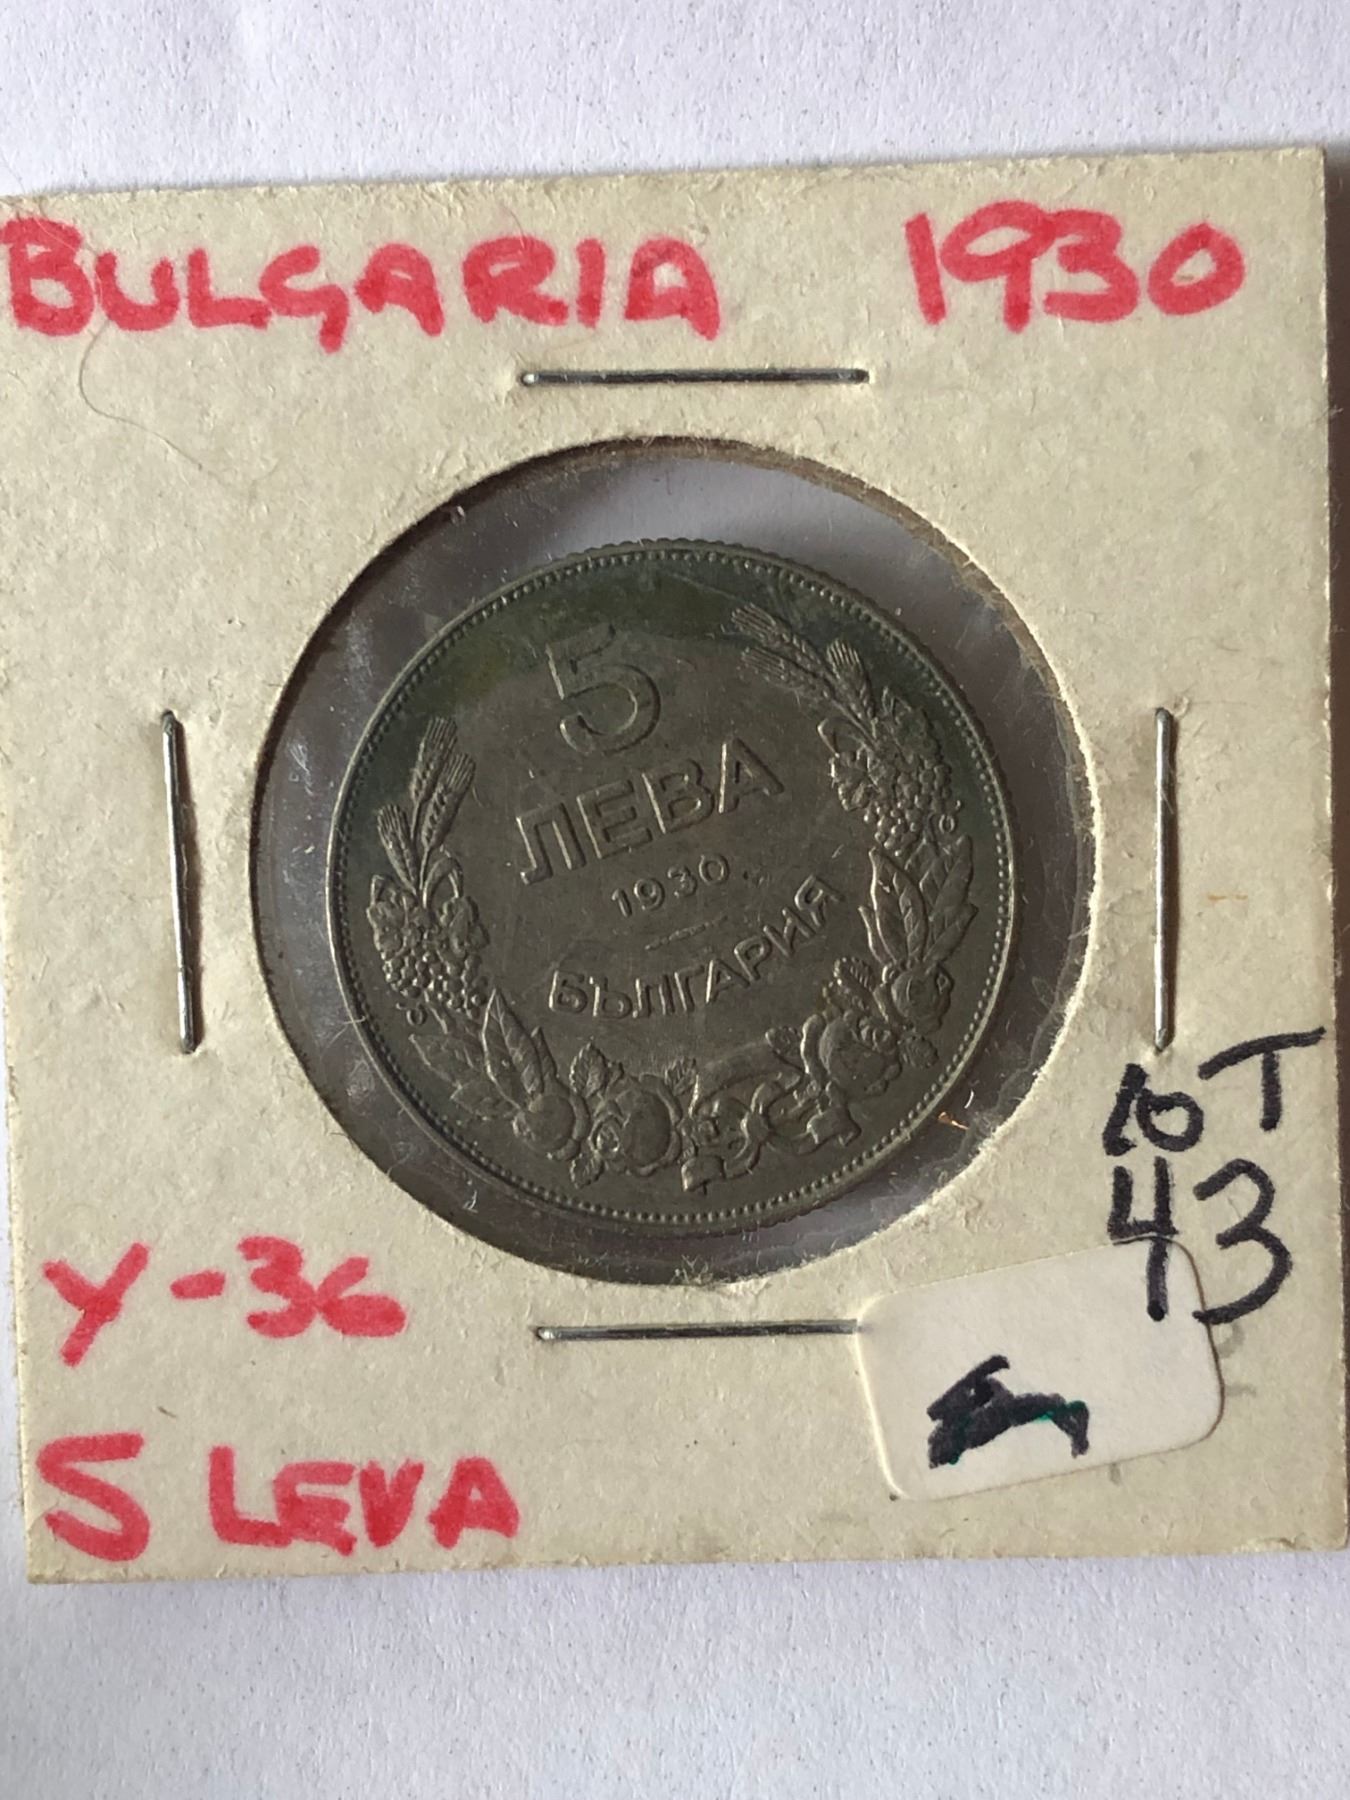 BULGARIA 1930
5
ЛЕВА
1930
БЪЛГАРИЯ
LOT
43
Y-36
5 LEVA